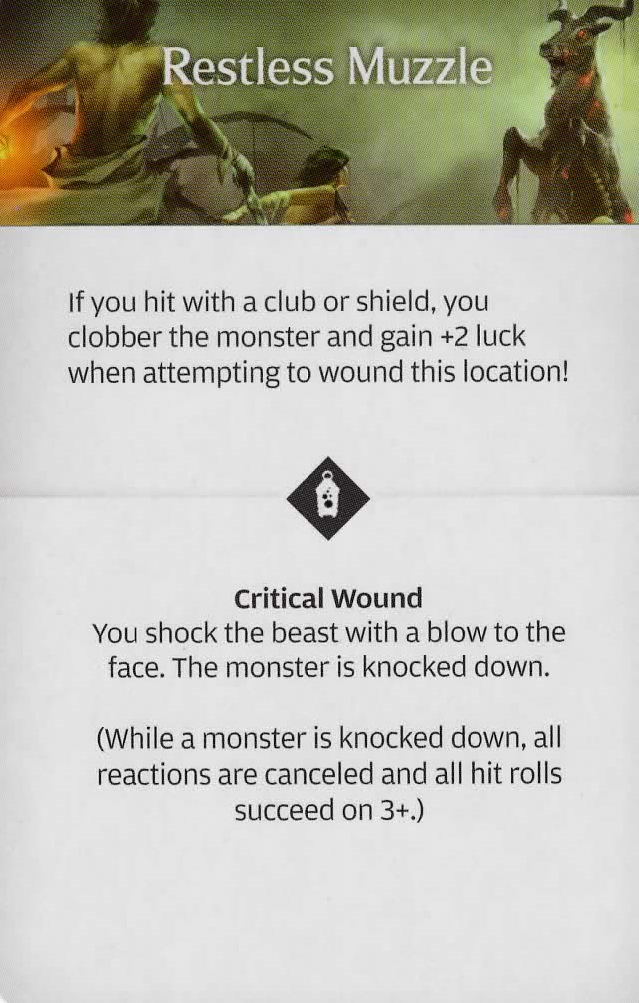 Restless Muzzle
If you hit with a club or shield, you
clobber the monster and gain +2 luck
when attempting to wound this location!
Critical Wound
You shock the beast with a blow to the
face. The monster is knocked down.
(While a monster is knocked down, all
reactions are canceled and all hit rolls
succeed on 3+.)